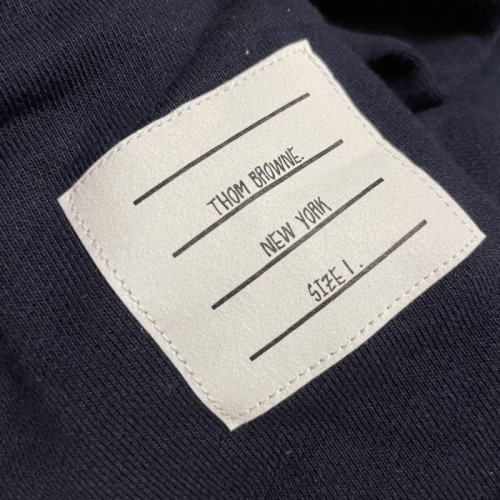 THOM BROWNE.
NEW YORK
SIZE 1.